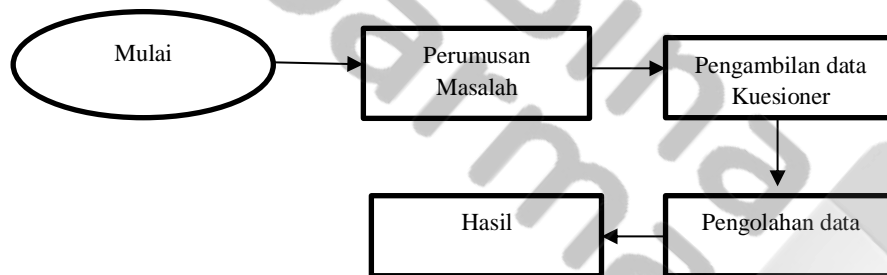 Mulai
Perumusan
Masalah
Pengambilan data
Kuesioner
Pengolahan data
Hasil